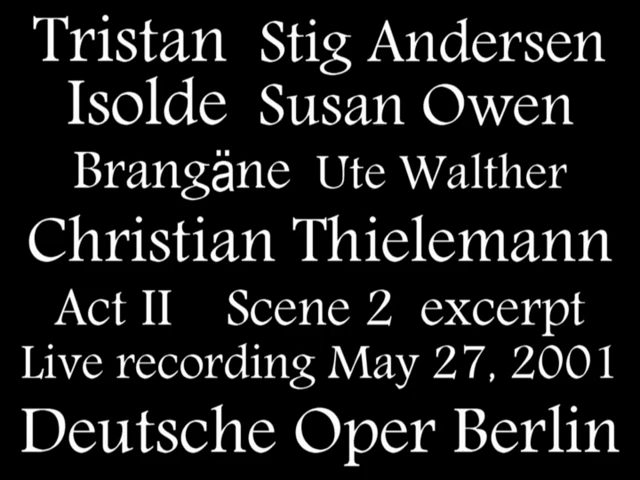 Tristan Stig Andersen
Isolde Susan Owen
Brangäne Ute Walther
Christian Thielemann
Act II Scene 2 excerpt
Live recording May 27, 2001
Deutsche Oper Berlin